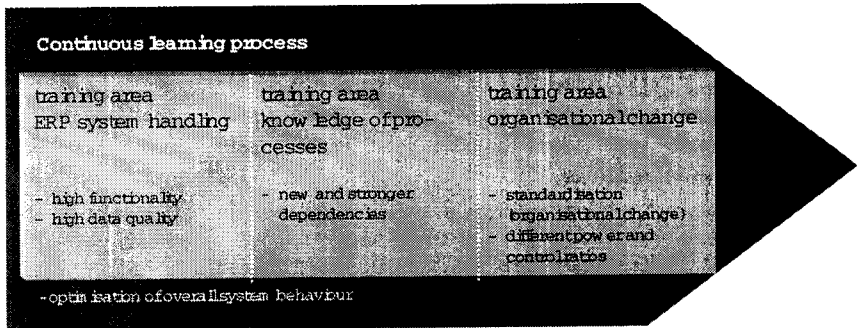 Continuous learning process
training area
ERP system handling
- high functionality
- high data quality
training area
knowledge of pro-
cesses
- new and stronger
dependencies
training area
organisational change
- standardisation
(organisational change)
- different power and
control ratios
- optimisation of overall system behaviour